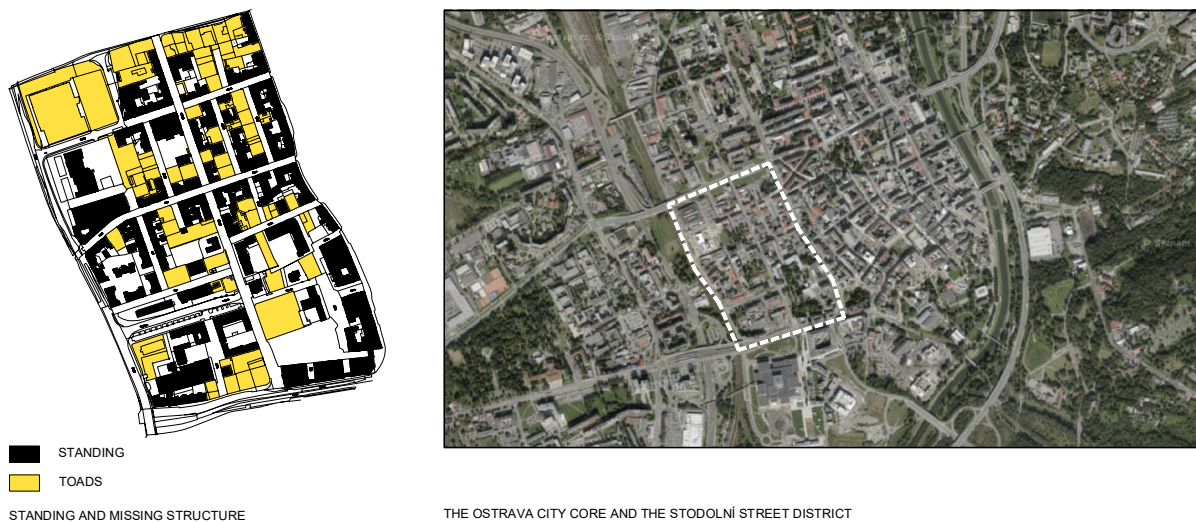 STANDING
TOADS
STANDING AND MISSING STRUCTURE
THE OSTRAVA CITY CORE AND THE STODOLNÍ STREET DISTRICT